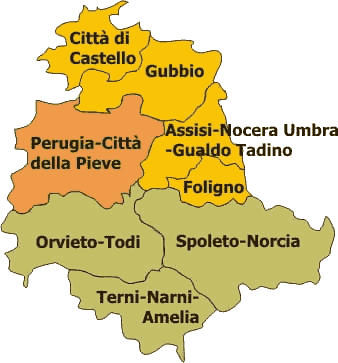 Città di
Castello
Gubbio
Perugia-Città
della Pieve
Assisi-Nocera Umbra
-Gualdo Tadino
Foligno
Orvieto-Todi
Spoleto-Norcia
Terni-Narni-
Amelia